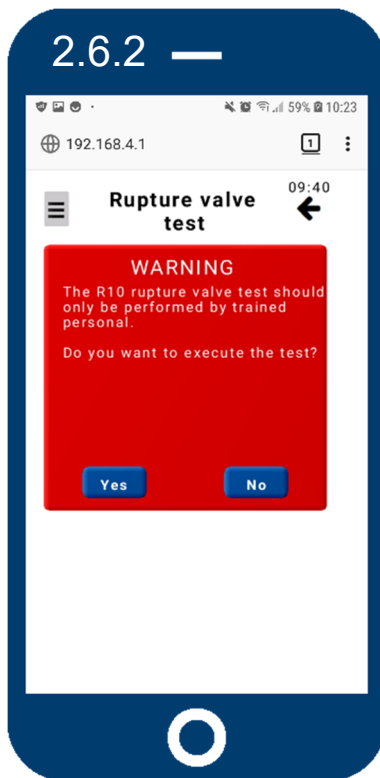 2.6.2
59% 10:23
192.168.4.1
1
09:40
Rupture valve
test
WARNING
The R10 rupture valve test should
only be performed by trained
personal.
Do you want to execute the test?
Yes No